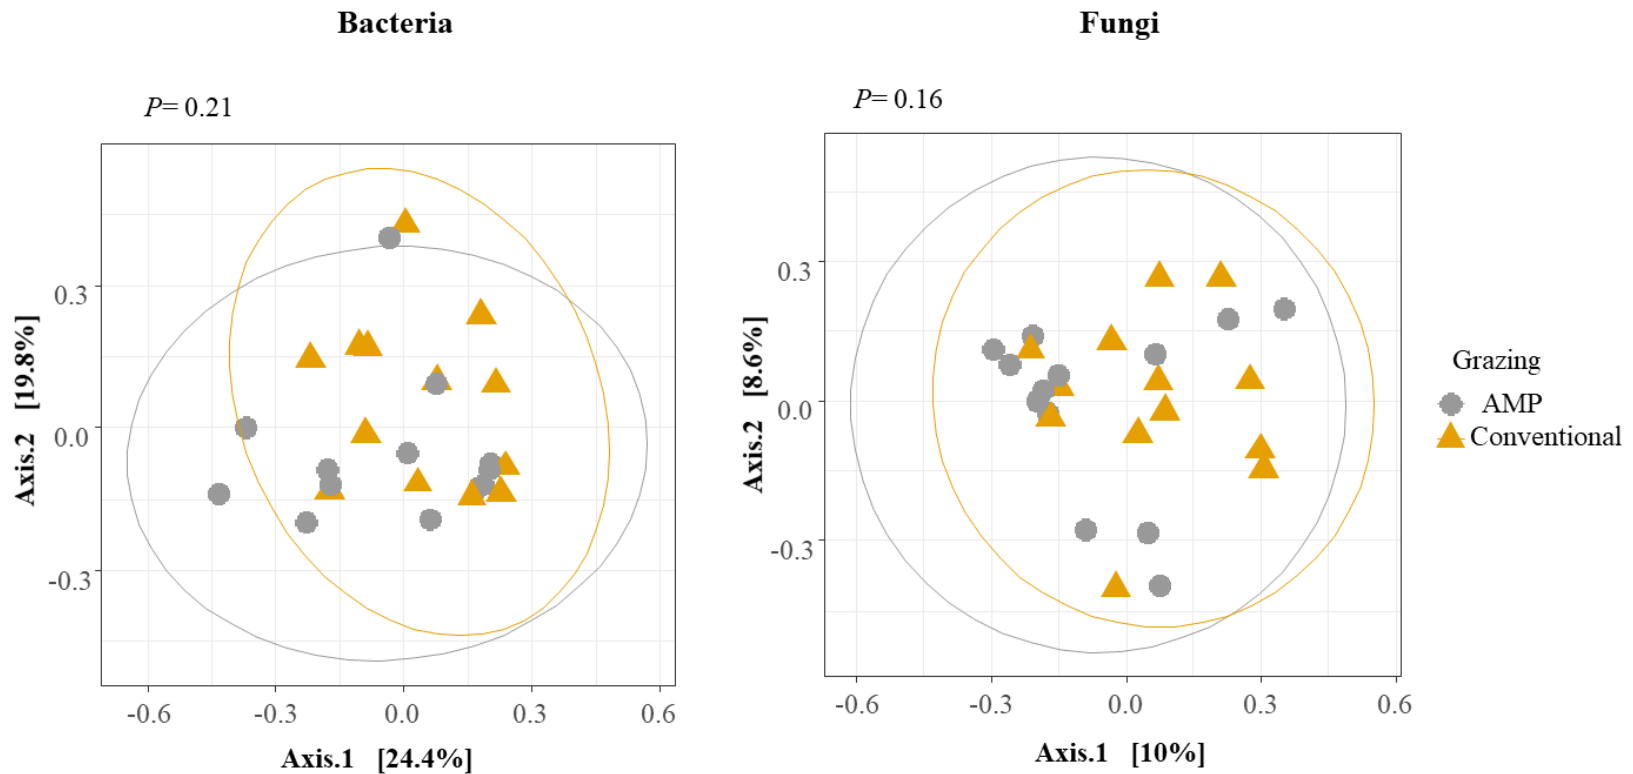 Bacteria
Fungi
P= 0.21
P= 0.16
0.3
0.0
-0.3
Axis.2 [19.8%]
-0.6 -0.3 0.0 0.3 0.6
Axis.1 [24.4%]
0.3
0.0
-0.3
Axis.2 [8.6%]
-0.6 -0.3 0.0 0.3 0.6
Axis.1 [10%]
Grazing
AMP
Conventional